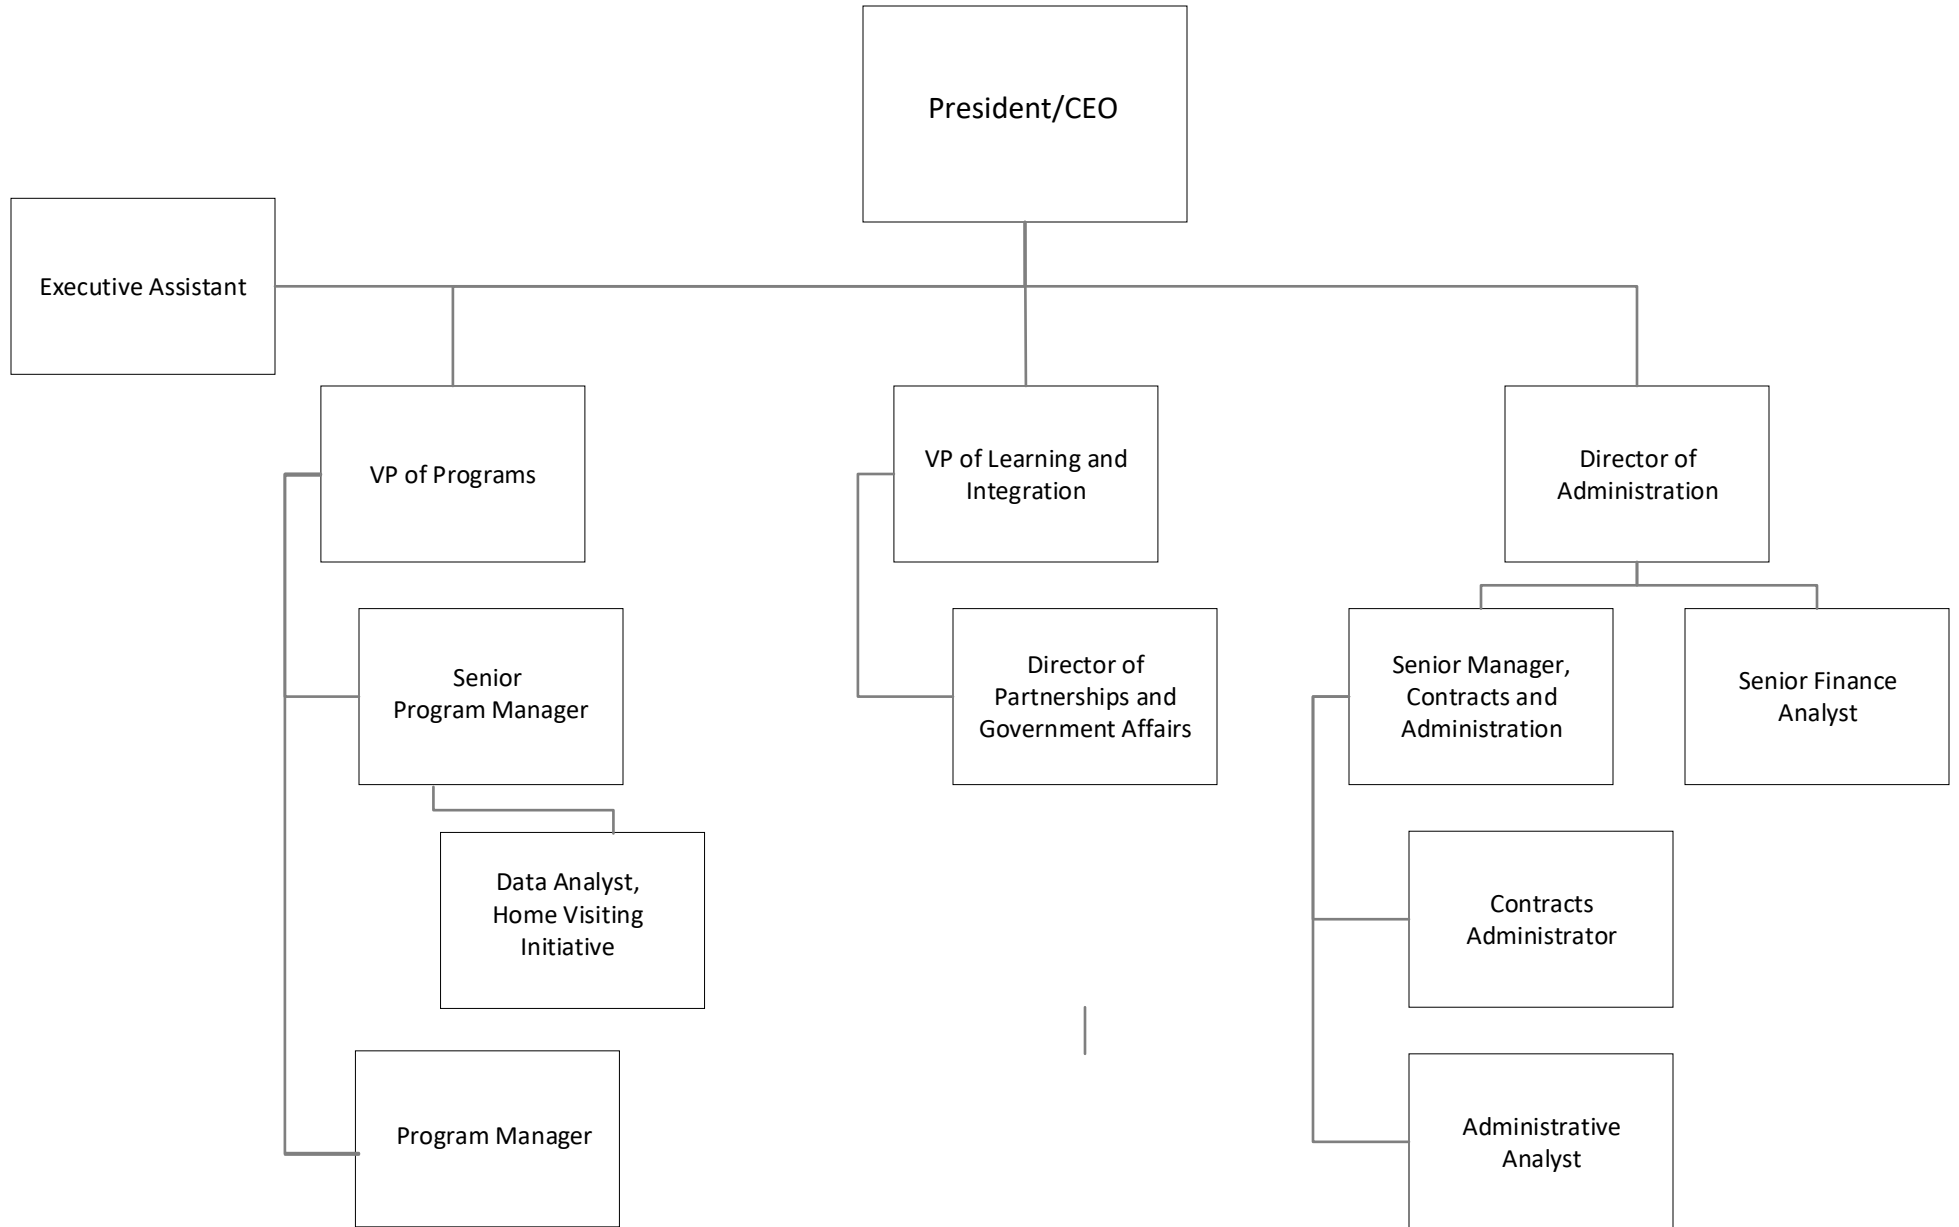 President/CEO
Executive Assistant
VP of Programs
VP of Learning and
Integration
Director of
Administration
Senior
Program Manager
Director of
Partnerships and
Government Affairs
Senior Manager,
Contracts and
Administration
Senior Finance
Analyst
Data Analyst,
Home Visiting
Initiative
Contracts
Administrator
Program Manager
Administrative
Analyst